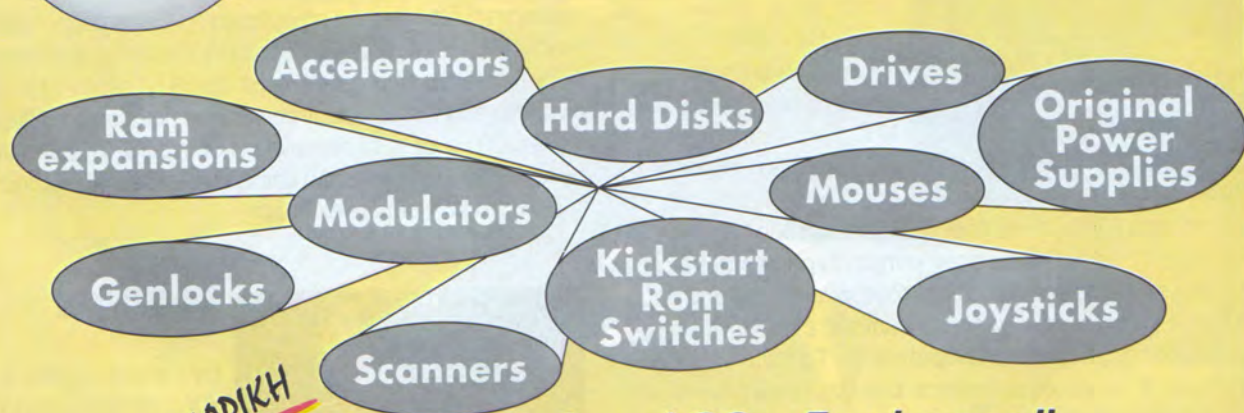 Accelerators
Hard Disks
Drives
Original
Power
Supplies
Ram
expansions
Modulators
Mouses
Genlocks
Kickstart
Rom
Switches
Joysticks
Scanners